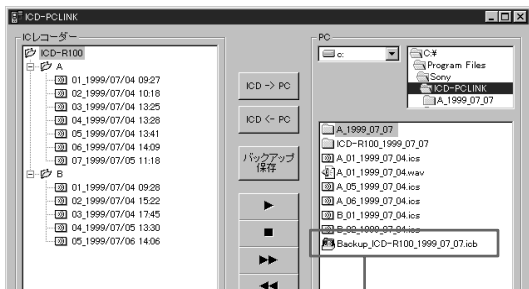 ICD-PCLINK
ICレコーダー
ICD-R100
A
01_1999/07/04 09:27
02_1999/07/04 10:18
03_1999/07/04 13:25
04_1999/07/04 13:28
05_1999/07/04 13:41
06_1999/07/04 14:09
07_1999/07/05 11:18
B
01_1999/07/04 09:28
02_1999/07/04 15:22
03_1999/07/04 17:45
04_1999/07/05 13:30
05_1999/07/06 14:06
ICD -> PC
ICD <- PC
バックアップ
保存
PC
c:
C:¥
Program Files
Sony
ICD-PCLINK
A_1999_07_07
A_1999_07_07
ICD-R100_1999_07_07
A_01_1999_07_04.ics
A_01_1999_07_04.wav
A_05_1999_07_04.ics
A_06_1999_07_04.ics
B_01_1999_07_04.ics
B_02_1999_07_04.ics
Backup_ICD-R100_1999_07_07.icb